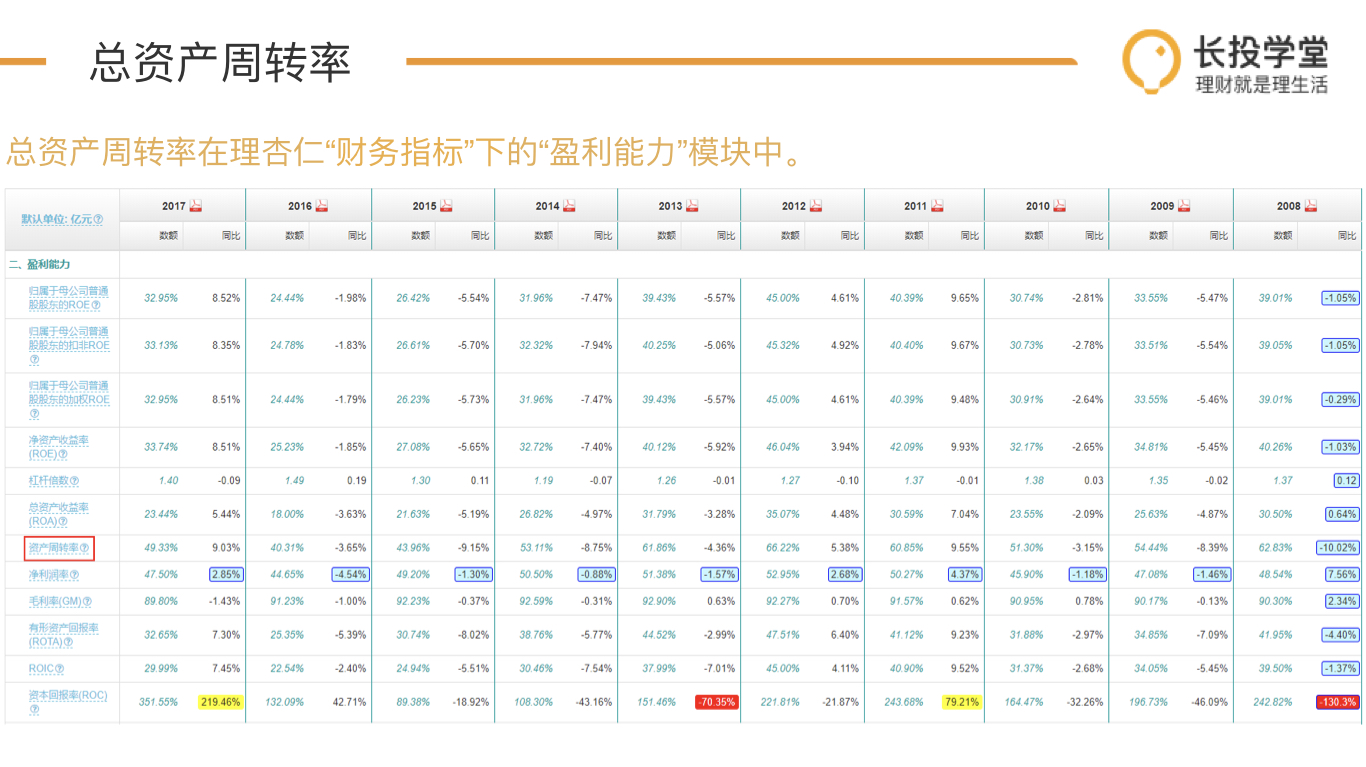 总资产周转率
长投学堂
理财就是理生活
总资产周转率在理杏仁“财务指标”下的“盈利能力”模块中。
默认单位: 亿元? 2017 2016 2015 2014 2013 2012 2011 2010 2009 2008
数额 同比 数额 同比 数额 同比 数额 同比 数额 同比 数额 同比 数额 同比 数额 同比 数额 同比 数额 同比
二、盈利能力
归属于母公司普通
股股东的ROE? 32.95% 8.52% 24.44% -1.98% 26.42% -5.54% 31.96% -7.47% 39.43% -5.57% 45.00% 4.61% 40.39% 9.65% 30.74% -2.81% 33.55% -5.47% 39.01% -1.05%
归属于母公司普通
股股东的扣非ROE
? 33.13% 8.35% 24.78% -1.83% 26.61% -5.70% 32.32% -7.94% 40.25% -5.06% 45.32% 4.92% 40.40% 9.67% 30.73% -2.78% 33.51% -5.54% 39.05% -1.05%
归属于母公司普通
股股东的加权ROE
? 32.95% 8.51% 24.44% -1.79% 26.23% -5.73% 31.96% -7.47% 39.43% -5.57% 45.00% 4.61% 40.39% 9.48% 30.91% -2.64% 33.55% -5.46% 39.01% -0.29%
净资产收益率
(ROE)? 33.74% 8.51% 25.23% -1.85% 27.08% -5.65% 32.72% -7.40% 40.12% -5.92% 46.04% 3.94% 42.09% 9.93% 32.17% -2.65% 34.81% -5.45% 40.26% -1.03%
杠杆倍数? 1.40 -0.09 1.49 0.19 1.30 0.11 1.19 -0.07 1.26 -0.01 1.27 -0.10 1.37 -0.01 1.38 0.03 1.35 -0.02 1.37 0.12
总资产收益率
(ROA)? 23.44% 5.44% 18.00% -3.63% 21.63% -5.19% 26.82% -4.97% 31.79% -3.28% 35.07% 4.48% 30.59% 7.04% 23.55% -2.09% 25.63% -4.87% 30.50% 0.64%
资产周转率? 49.33% 9.03% 40.31% -3.65% 43.96% -9.15% 53.11% -8.75% 61.86% -4.36% 66.22% 5.38% 60.85% 9.55% 51.30% -3.15% 54.44% -8.39% 62.83% -10.02%
净利润率? 47.50% 2.85% 44.65% -4.54% 49.20% -1.30% 50.50% -0.88% 51.38% -1.57% 52.95% 2.68% 50.27% 4.37% 45.90% -1.18% 47.08% -1.46% 48.54% 7.56%
毛利率(GM)? 89.80% -1.43% 91.23% -1.00% 92.23% -0.37% 92.59% -0.31% 92.90% 0.63% 92.27% 0.70% 91.57% 0.62% 90.95% 0.78% 90.17% -0.13% 90.30% 2.34%
有形资产回报率
(ROTA)? 32.65% 7.30% 25.35% -5.39% 30.74% -8.02% 38.76% -5.77% 44.52% -2.99% 47.51% 6.40% 41.12% 9.23% 31.88% -2.97% 34.85% -7.09% 41.95% -4.40%
ROIC? 29.99% 7.45% 22.54% -2.40% 24.94% -5.51% 30.46% -7.54% 37.99% -7.01% 45.00% 4.11% 40.90% 9.52% 31.37% -2.68% 34.05% -5.45% 39.50% -1.37%
资本回报率(ROC)
? 351.55% 219.46% 132.09% 42.71% 89.38% -18.92% 108.30% -43.16% 151.46% -70.35% 221.81% -21.87% 243.68% 79.21% 164.47% -32.26% 196.73% -46.09% 242.82% -130.3%